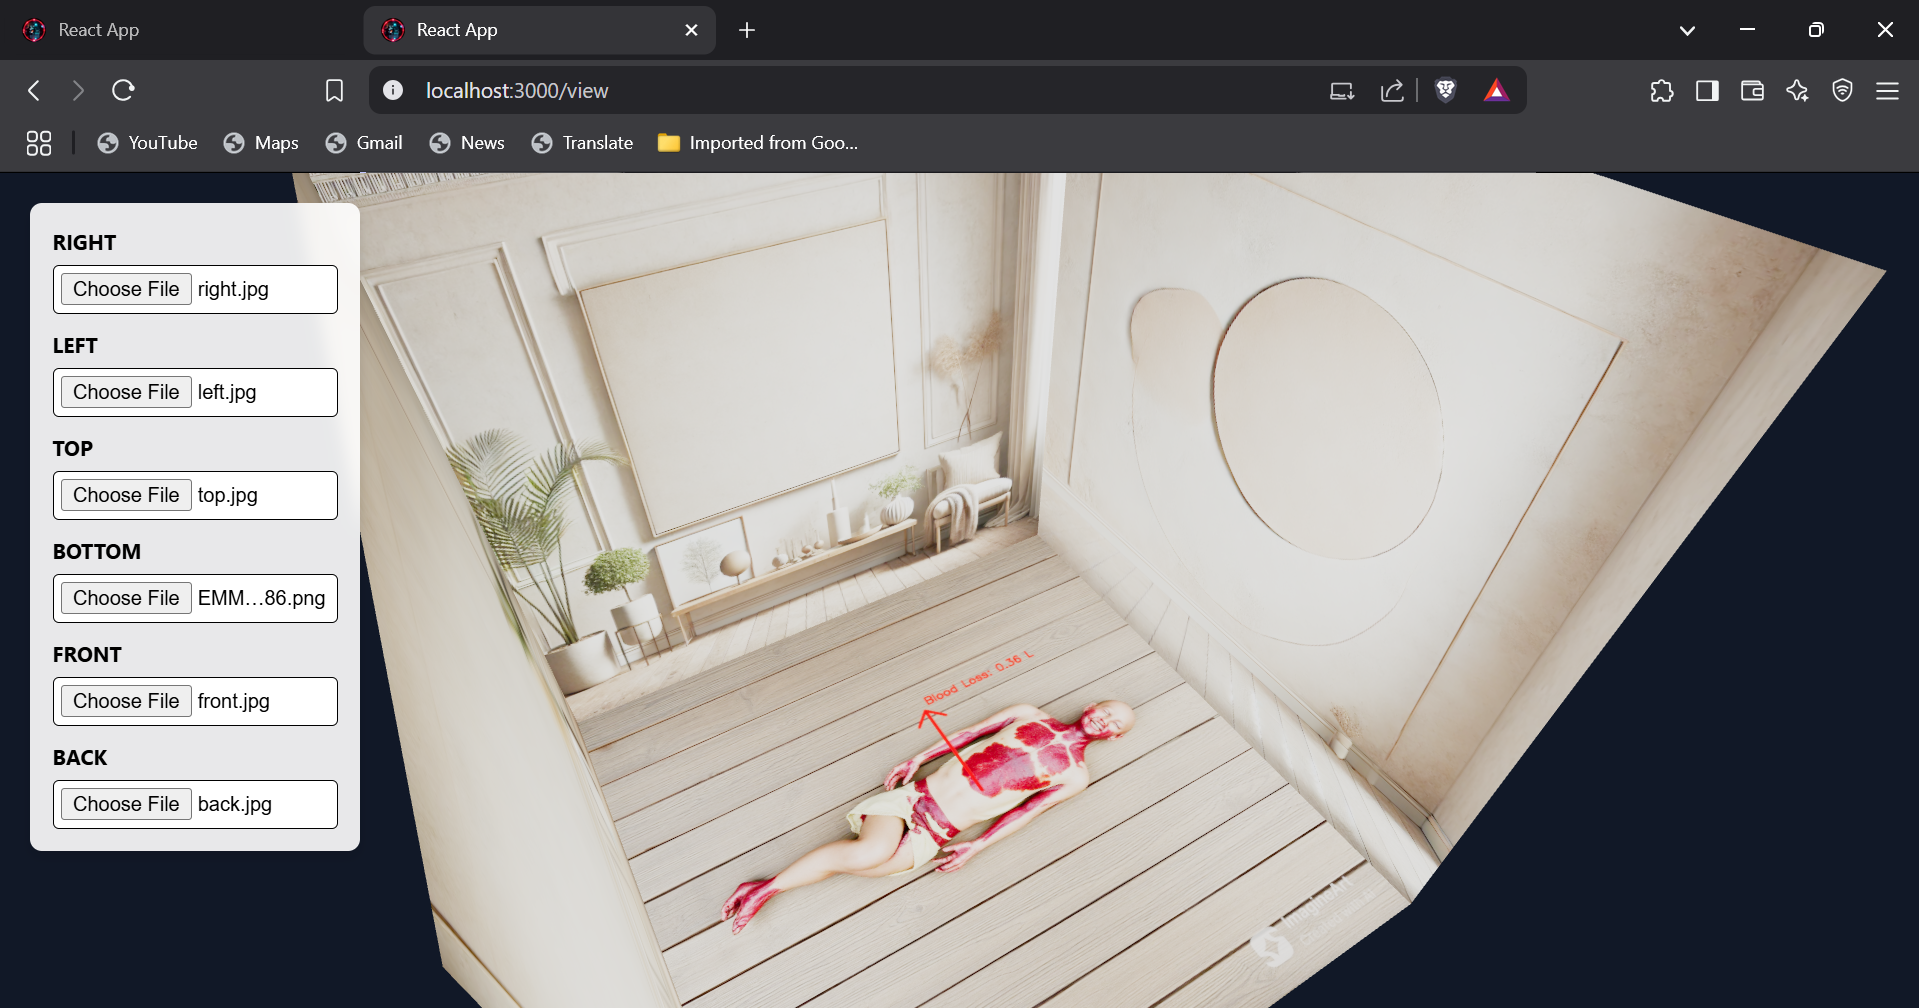 React App
React App
localhost:3000/view
YouTube
Maps
Gmail
News
Translate
Imported from Goo...
RIGHT
Choose File right.jpg
LEFT
Choose File left.jpg
TOP
Choose File top.jpg
BOTTOM
Choose File EMM...86.png
FRONT
Choose File front.jpg
BACK
Choose File back.jpg
Blood Loss: 0.36 L
ImagineArt